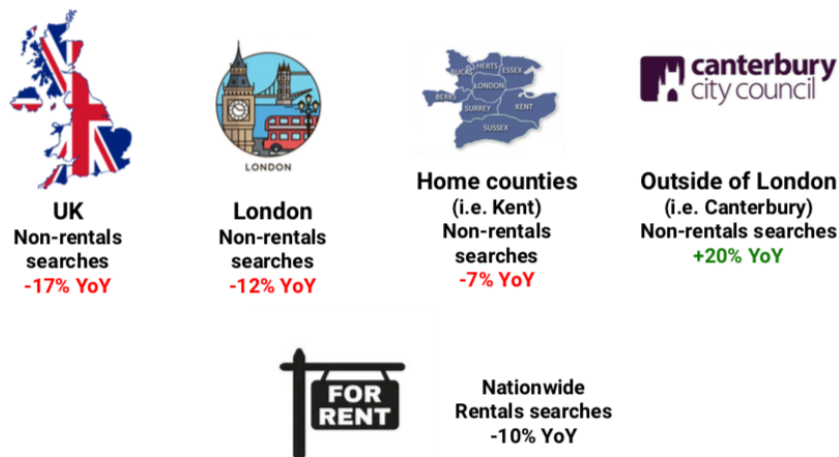 LONDON
BUCKS
HERTS
ESSEX
LONDON
BERKS
SURREY
KENT
SUSSEX
canterbury
city council
UK
Non-rentals
searches
-17% YoY
London
Non-rentals
searches
-12% YoY
Home counties
(i.e. Kent)
Non-rentals
searches
-7% YoY
Outside of London
(i.e. Canterbury)
Non-rentals searches
+20% YoY
FOR
RENT
Nationwide
Rentals searches
-10% YoY